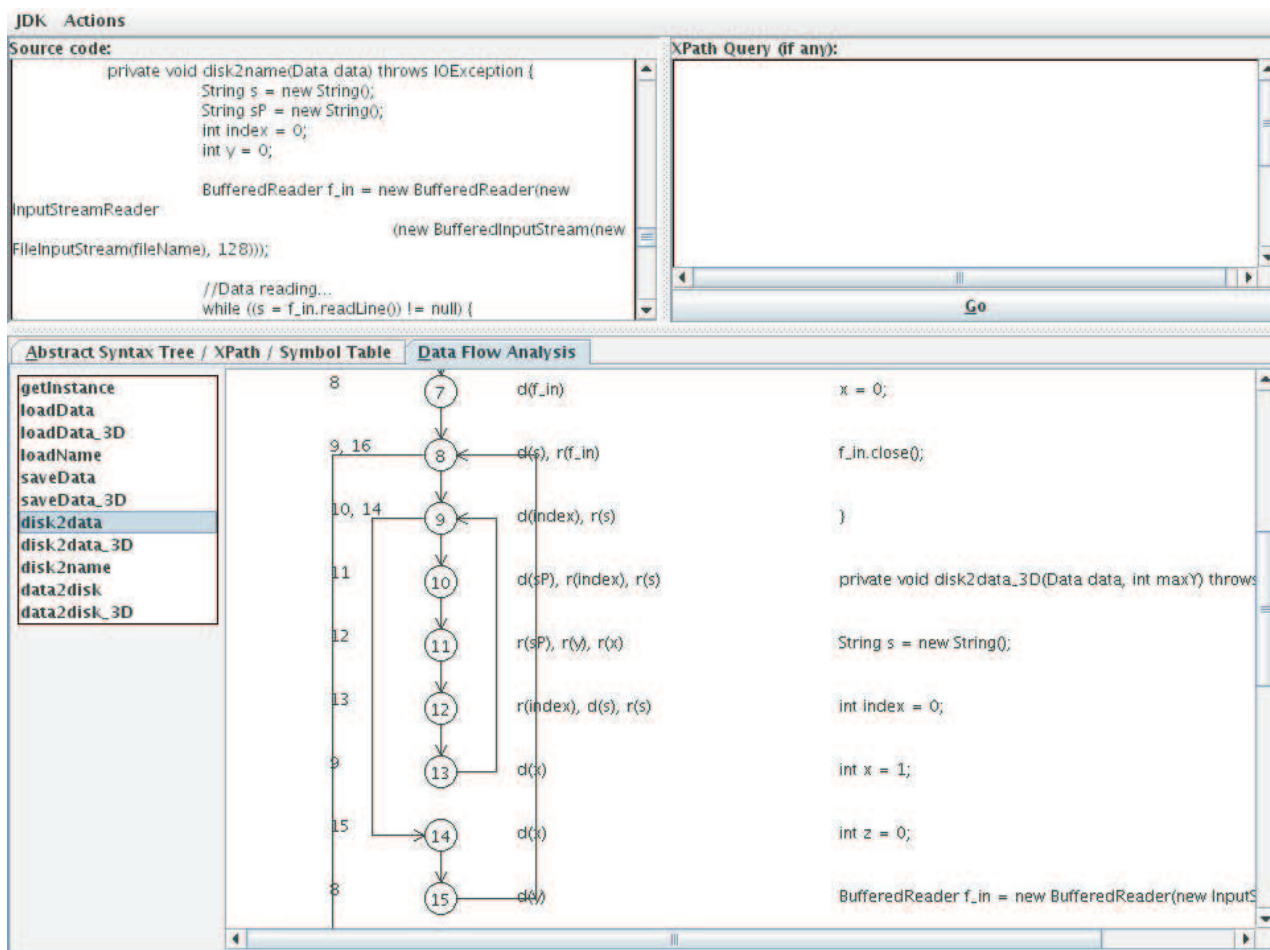 JDK Actions
Source code:
private void disk2name(Data data) throws IOException {
String s = new String();
String sP = new String();
int index = 0;
int y = 0;
BufferedReader f_in = new BufferedReader(new
InputStreamReader
(new BufferedInputStream(new
FileInputStream(fileName), 128)));
//Data reading...
while ((s = f_in.readLine()) != null) {
XPath Query (if any):
Go
Abstract Syntax Tree / XPath / Symbol Table
Data Flow Analysis
getInstance
loadData
loadData_3D
loadName
saveData
saveData_3D
disk2data
disk2data_3D
disk2name
data2disk
data2disk_3D
8 7 d(f_in) x = 0;
9, 16 8 d(s), r(f_in) f_in.close();
10, 14 9 d(index), r(s) }
11 10 d(sP), r(index), r(s) private void disk2data_3D(Data data, int maxY) throws
12 11 r(sP), r(y), r(x) String s = new String();
13 12 r(index), d(s), r(s) int index = 0;
9 13 d(x) int x = 1;
15 14 d(x) int z = 0;
8 15 d(y) BufferedReader f_in = new BufferedReader(new InputS